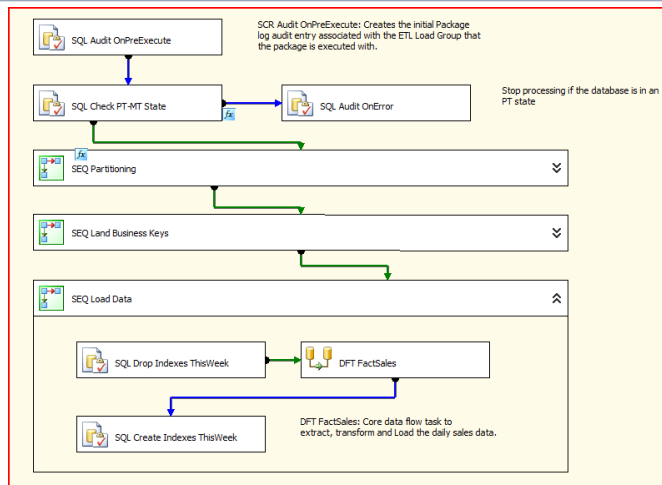 SQL Audit OnPreExecute
SCR Audit OnPreExecute: Creates the initial Package
log audit entry associated with the ETL Load Group that
the package is executed with.
SQL Check PT-MT State
fx
SQL Audit OnError
Stop processing if the database is in an
PT state
fx
SEQ Partitioning
SEQ Land Business Keys
SEQ Load Data
SQL Drop Indexes ThisWeek
DFT FactSales
SQL Create Indexes ThisWeek
DFT FactSales: Core data flow task to
extract, transform and Load the daily sales data.